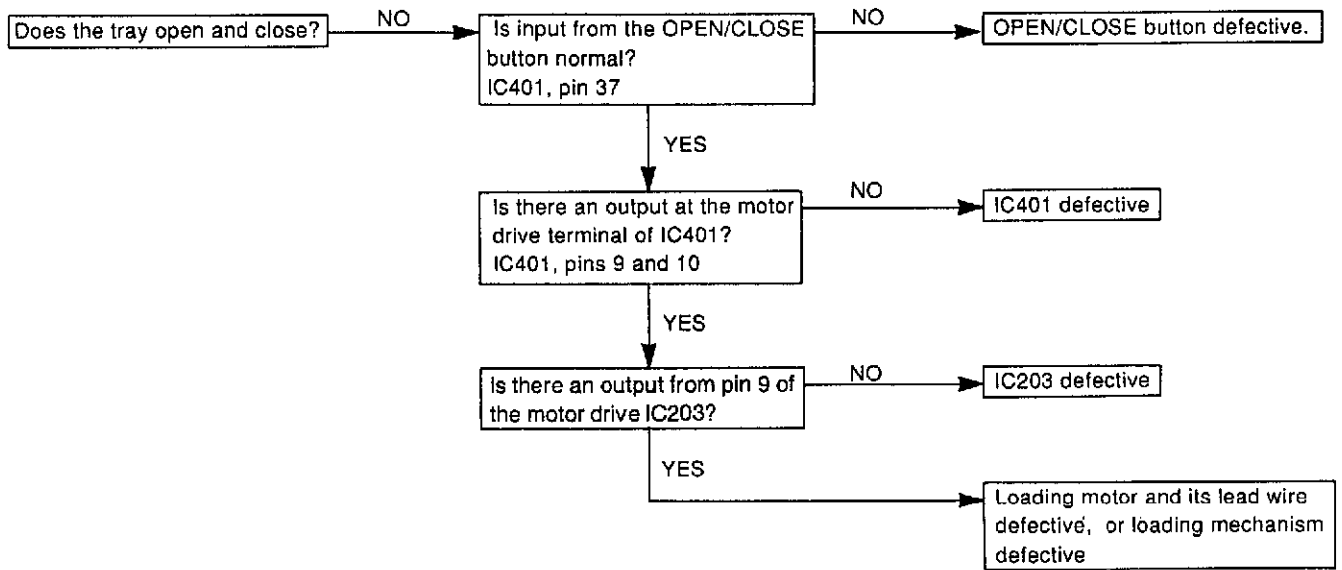 Does the tray open and close?
NO
Is input from the OPEN/CLOSE
button normal?
IC401, pin 37
NO
OPEN/CLOSE button defective.
YES
Is there an output at the motor
drive terminal of IC401?
IC401, pins 9 and 10
NO
IC401 defective
YES
Is there an output from pin 9 of
the motor drive IC203?
NO
IC203 defective
YES
Loading motor and its lead wire
defective, or loading mechanism
defective